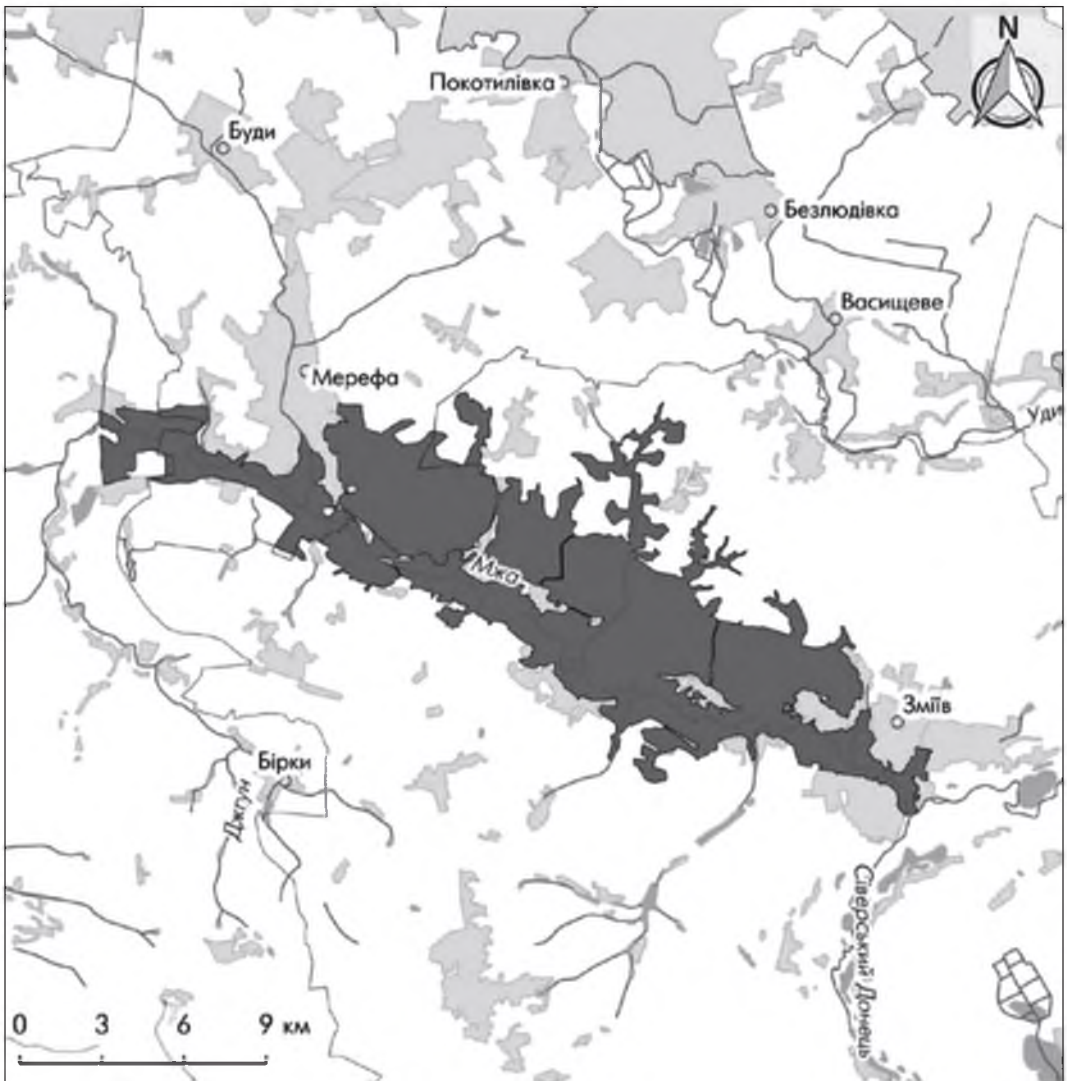 N
Покотилівка
Буди
Безлюдівка
Васищеве
Мерефа
Уди
Мжа
Зміїв
Бірки
Джгун
Сіверський Донець
0 3 6 9 км